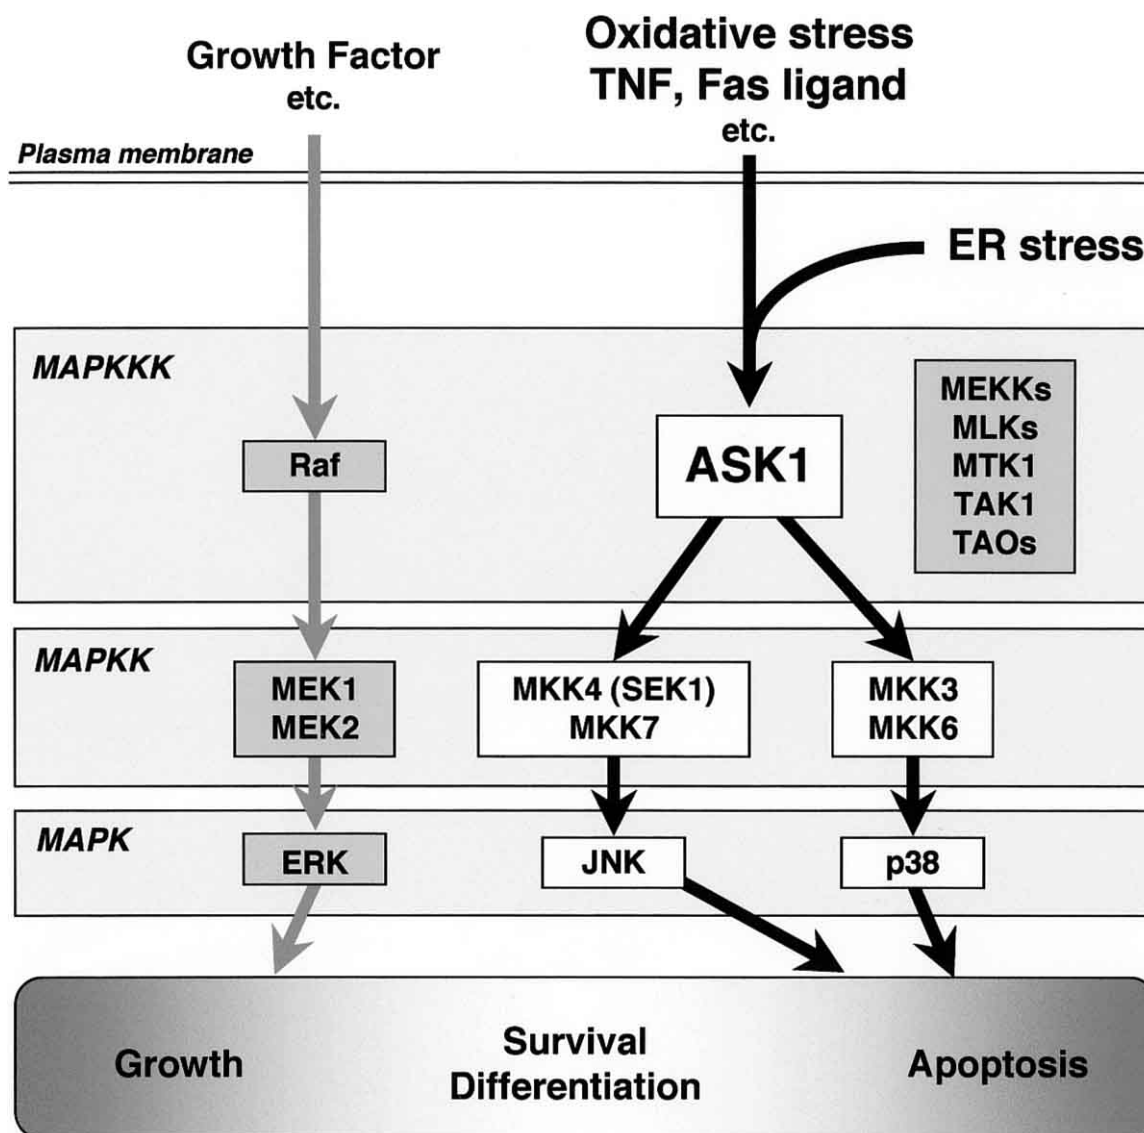 Growth Factor
etc.
Oxidative stress
TNF, Fas ligand
etc.
Plasma membrane
ER stress
MAPKKK
Raf
ASK1
MEKKs
MLKs
MTK1
TAK1
TAOs
MAPKK
MEK1
MEK2
MKK4 (SEK1)
MKK7
MKK3
MKK6
MAPK
ERK
JNK
p38
Growth
Survival
Differentiation
Apoptosis